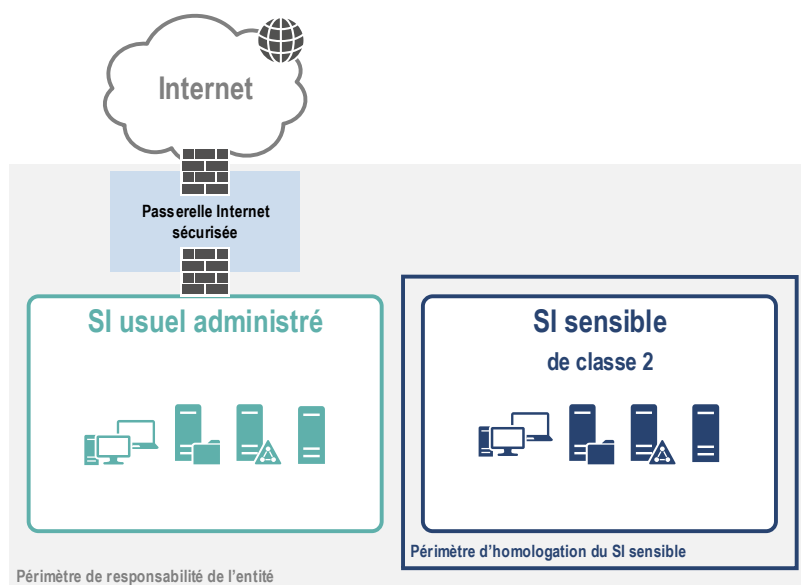 Internet
Passerelle Internet
sécurisée
SI usuel administré
SI sensible
de classe 2
Périmètre d'homologation du SI sensible
Périmètre de responsabilité de l'entité